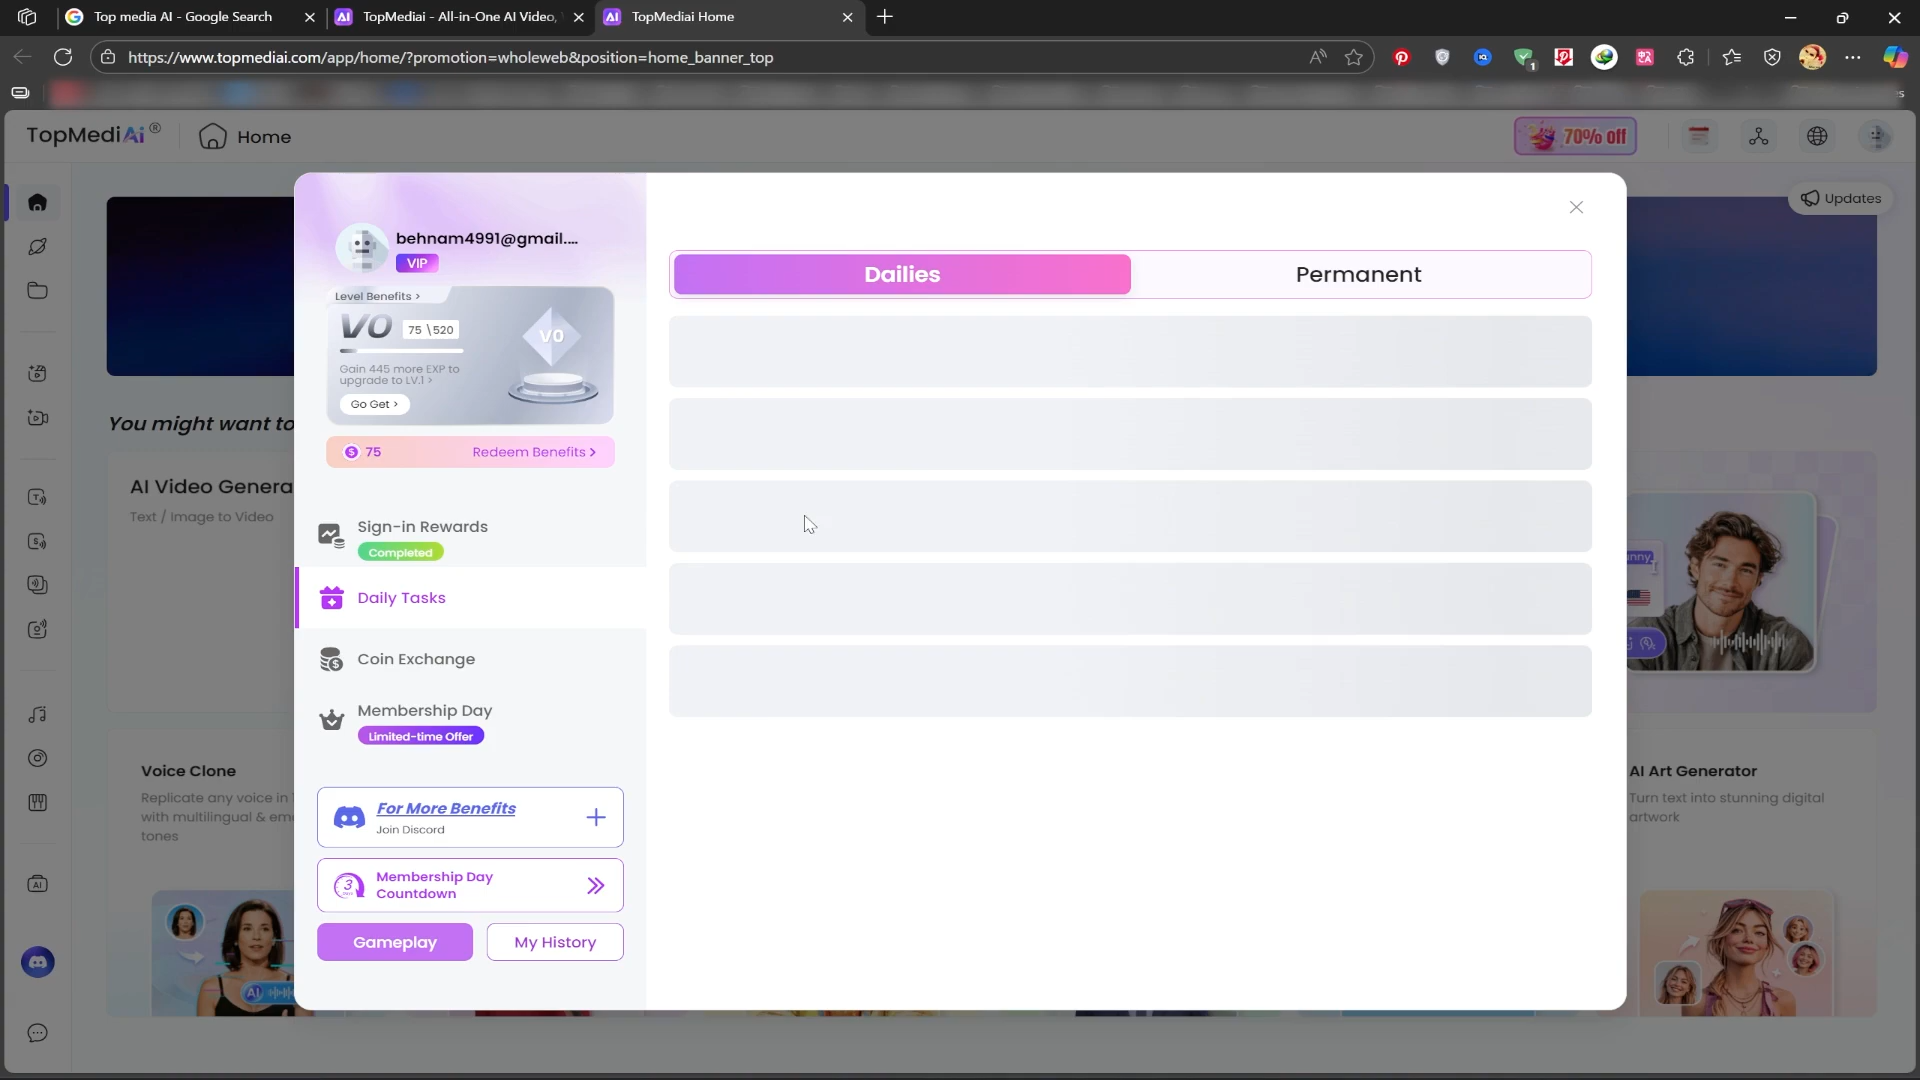 Top media AI - Google Search
TopMediai - All-in-One AI Video,
TopMediai Home
https://www.topmediai.com/app/home/?promotion=wholeweb&position=home_banner_top
TopMediAi®
Home
70% off
Updates
behnam4991@gmail....
VIP
Level Benefits >
V0
75 \520
V0
Gain 445 more EXP to
upgrade to LV.1 >
Go Get >
75
Redeem Benefits >
Dailies
Permanent
You might want to
AI Video Genera
Text / Image to Video
Sign-in Rewards
Completed
Daily Tasks
Coin Exchange
Membership Day
Limited-time Offer
For More Benefits
Join Discord
3
Membership Day
Countdown
Gameplay
My History
Voice Clone
Replicate any voice in
with multilingual & em
tones
AI
AI Art Generator
Turn text into stunning digital
artwork